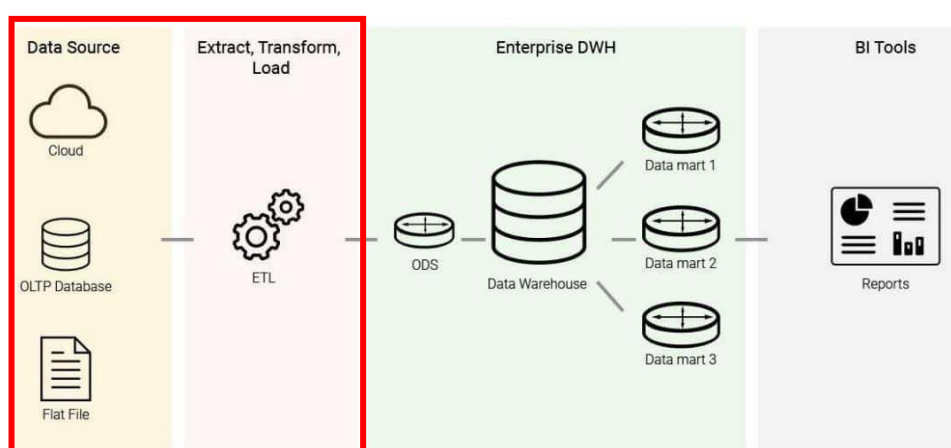 Data Source
Extract, Transform,
Load
Enterprise DWH
BI Tools
Cloud
OLTP Database
Flat File
ETL
ODS
Data Warehouse
Data mart 1
Data mart 2
Data mart 3
Reports